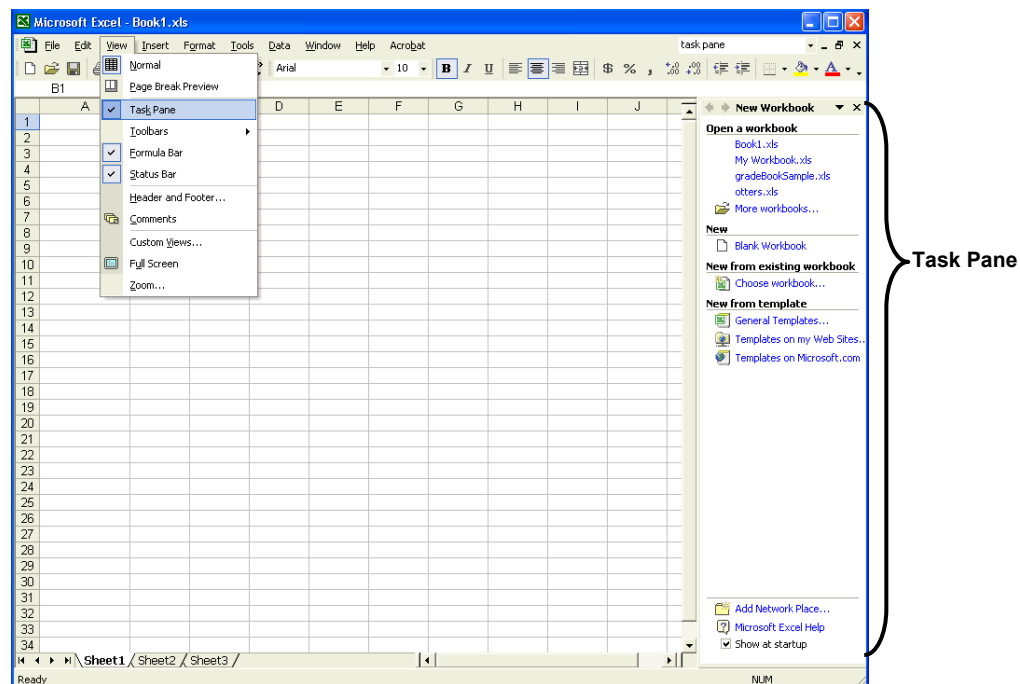 Microsoft Excel - Book1.xls
File Edit View Insert Format Tools Data Window Help Acrobat task pane
Arial 10 B I U $ % , .0 .00 .00 .0 A
B1
Normal
Page Break Preview
Task Pane
Toolbars
Formula Bar
Status Bar
Header and Footer...
Comments
Custom Views...
Full Screen
Zoom...
A D E F G H I J
1
2
3
4
5
6
7
8
9
10
11
12
13
14
15
16
17
18
19
20
21
22
23
24
25
26
27
28
29
30
31
32
33
34
New Workbook
Open a workbook
Book1.xls
My Workbook.xls
gradeBookSample.xls
otters.xls
More workbooks...
New
Blank Workbook
New from existing workbook
Choose workbook...
New from template
General Templates...
Templates on my Web Sites..
Templates on Microsoft.com
Add Network Place...
Microsoft Excel Help
Show at startup
Task Pane
Sheet1 Sheet2 Sheet3
Ready NUM